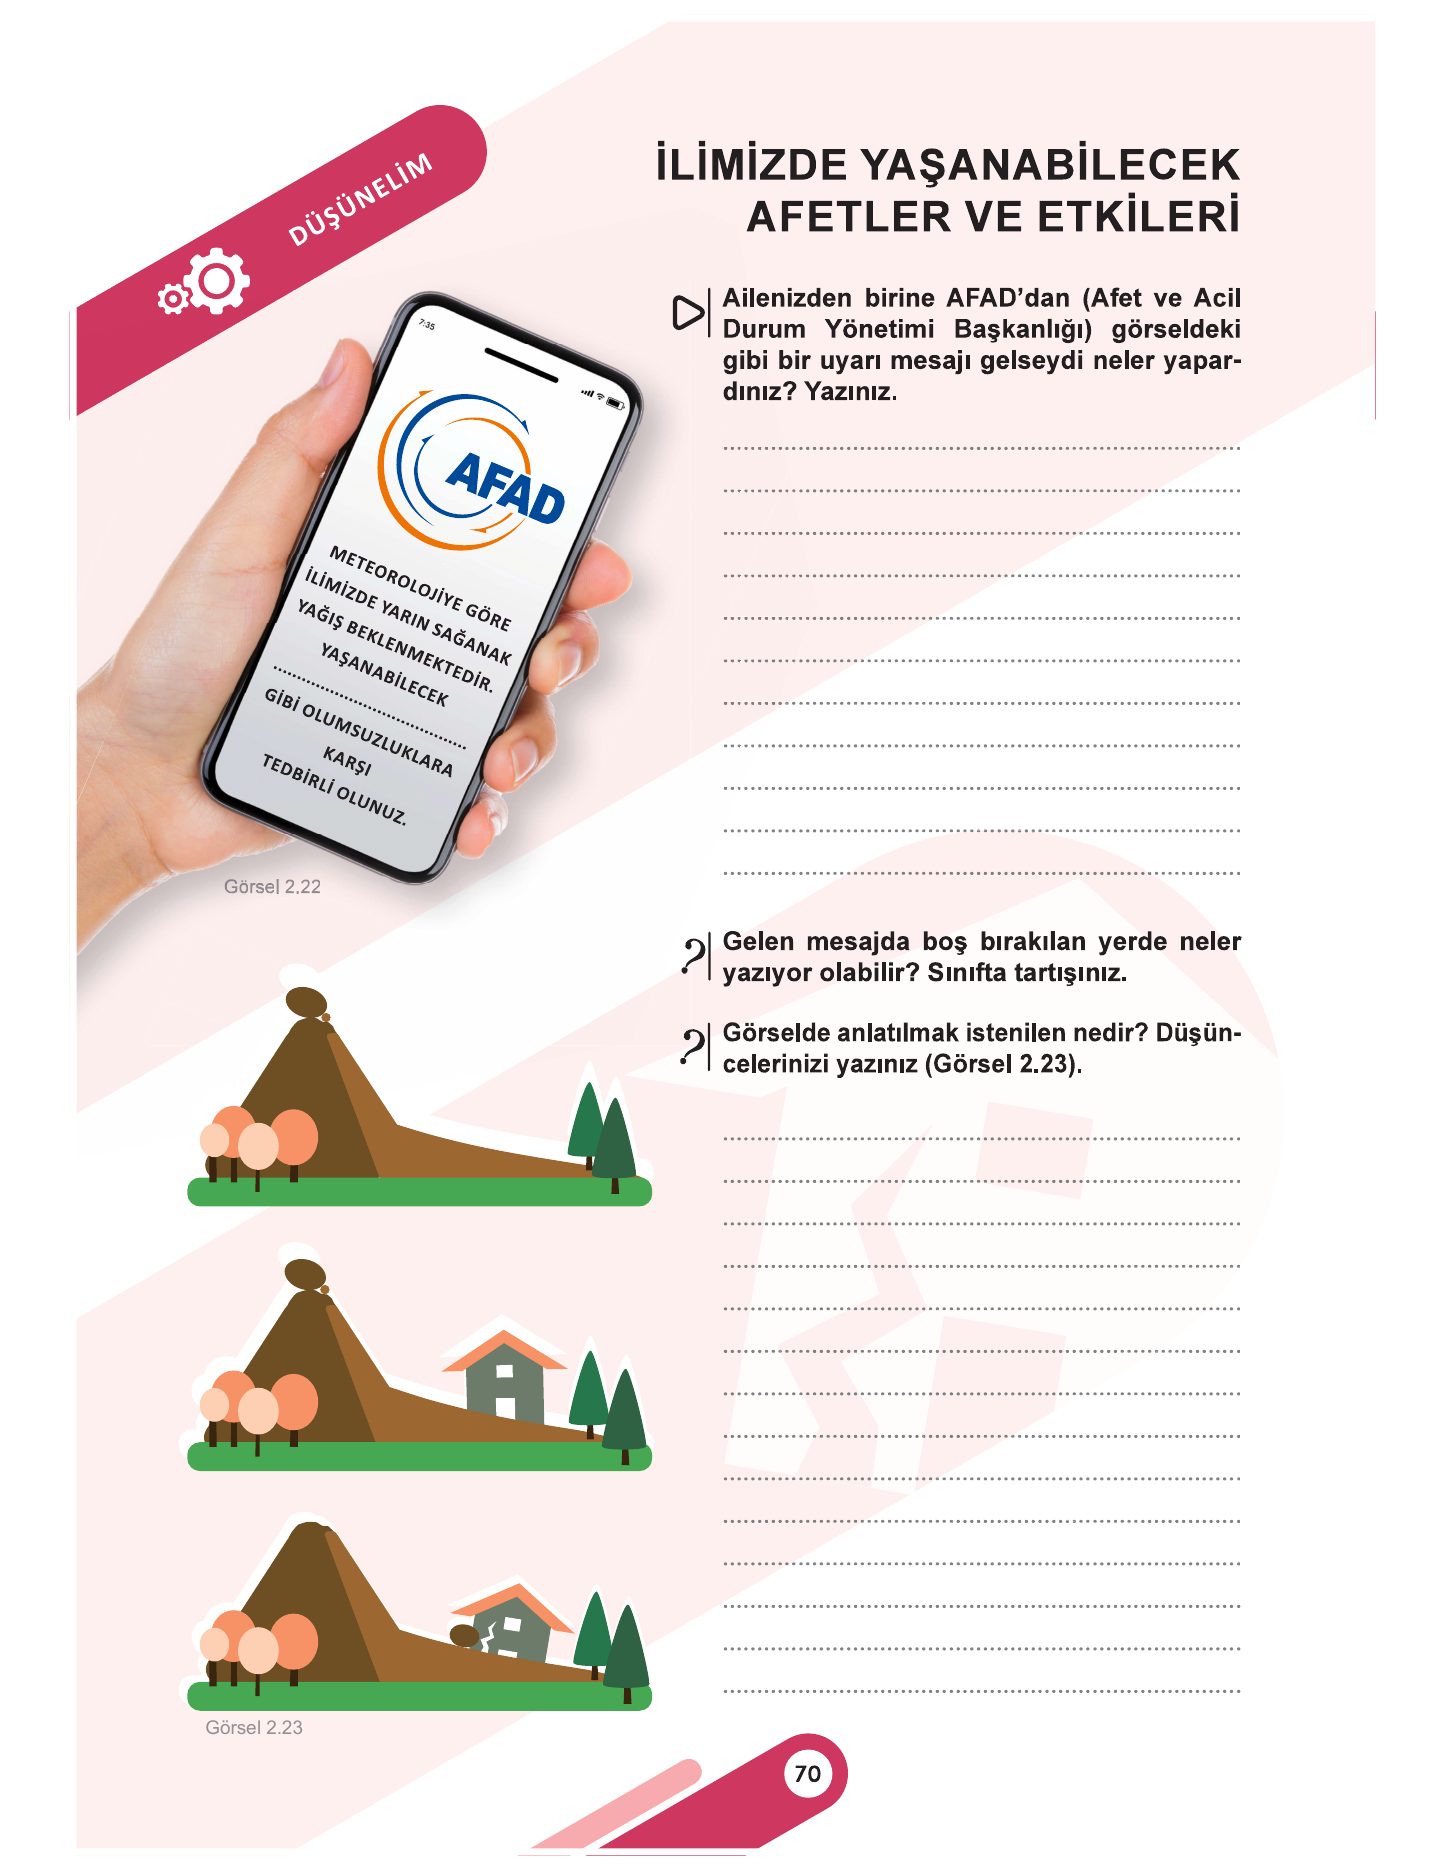 DÜŞÜNELİM
İLİMİZDE YAŞANABİLECEK
AFETLER VE ETKİLERİ
Ailenizden birine AFAD’dan (Afet ve Acil
Durum Yönetimi Başkanlığı) görseldeki
gibi bir uyarı mesajı gelseydi neler yapar-
dınız? Yazınız.
7:35
AFAD
METEOROLOJİYE GÖRE
İLİMİZDE YARIN SAĞANAK
YAĞIŞ BEKLENMEKTEDİR.
YAŞANABİLECEK
........................................
GİBİ OLUMSUZLUKLARA
KARŞI
TEDBİRLİ OLUNUZ.
Görsel 2.22
Gelen mesajda boş bırakılan yerde neler
yazıyor olabilir? Sınıfta tartışınız.
Görselde anlatılmak istenilen nedir? Düşün-
celerinizi yazınız (Görsel 2.23).
Görsel 2.23
70